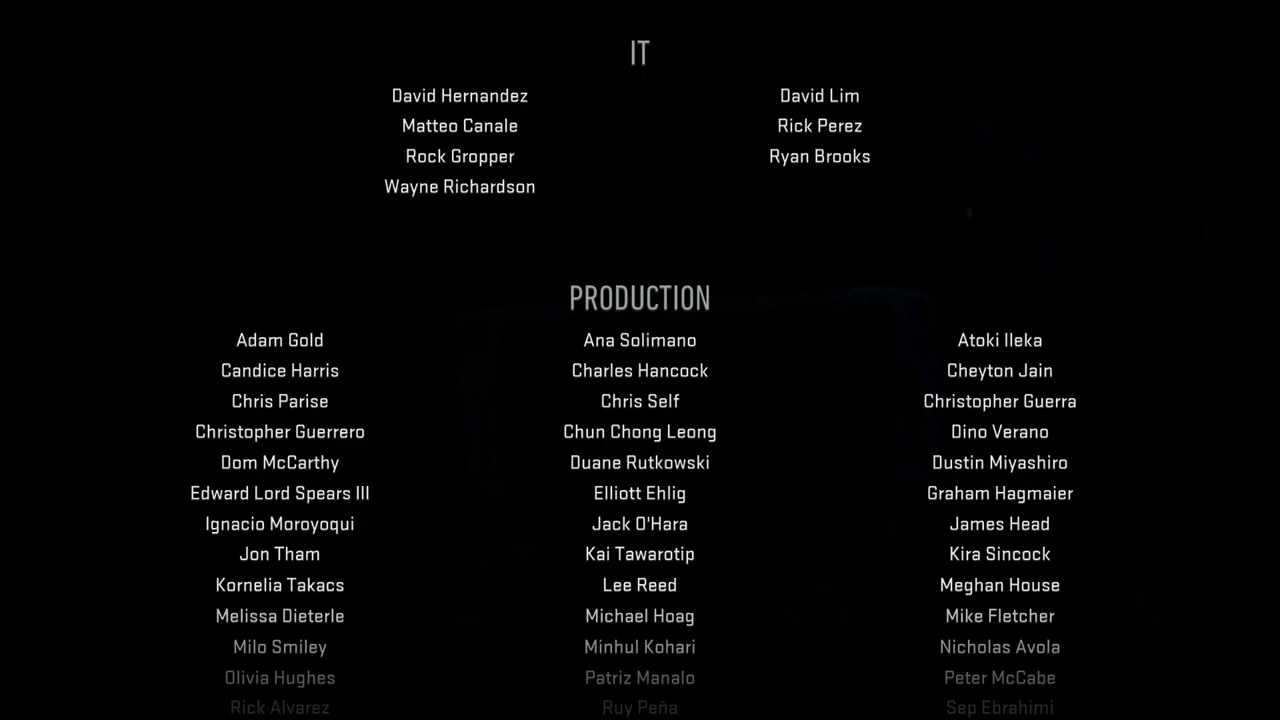 IT
David Hernandez David Lim
Matteo Canale Rick Perez
Rock Gropper Ryan Brooks
Wayne Richardson
PRODUCTION
Adam Gold Ana Solimano Atoki Ileka
Candice Harris Charles Hancock Cheyton Jain
Chris Parise Chris Self Christopher Guerra
Christopher Guerrero Chun Chong Leong Dino Verano
Dom McCarthy Duane Rutkowski Dustin Miyashiro
Edward Lord Spears III Elliott Ehlig Graham Hagmaier
Ignacio Moroyoqui Jack O'Hara James Head
Jon Tham Kai Tawarotip Kira Sincock
Kornelia Takacs Lee Reed Meghan House
Melissa Dieterle Michael Hoag Mike Fletcher
Milo Smiley Minhul Kohari Nicholas Avola
Olivia Hughes Patriz Manalo Peter McCabe
Rick Alvarez Ruy Peña Sep Ebrahimi